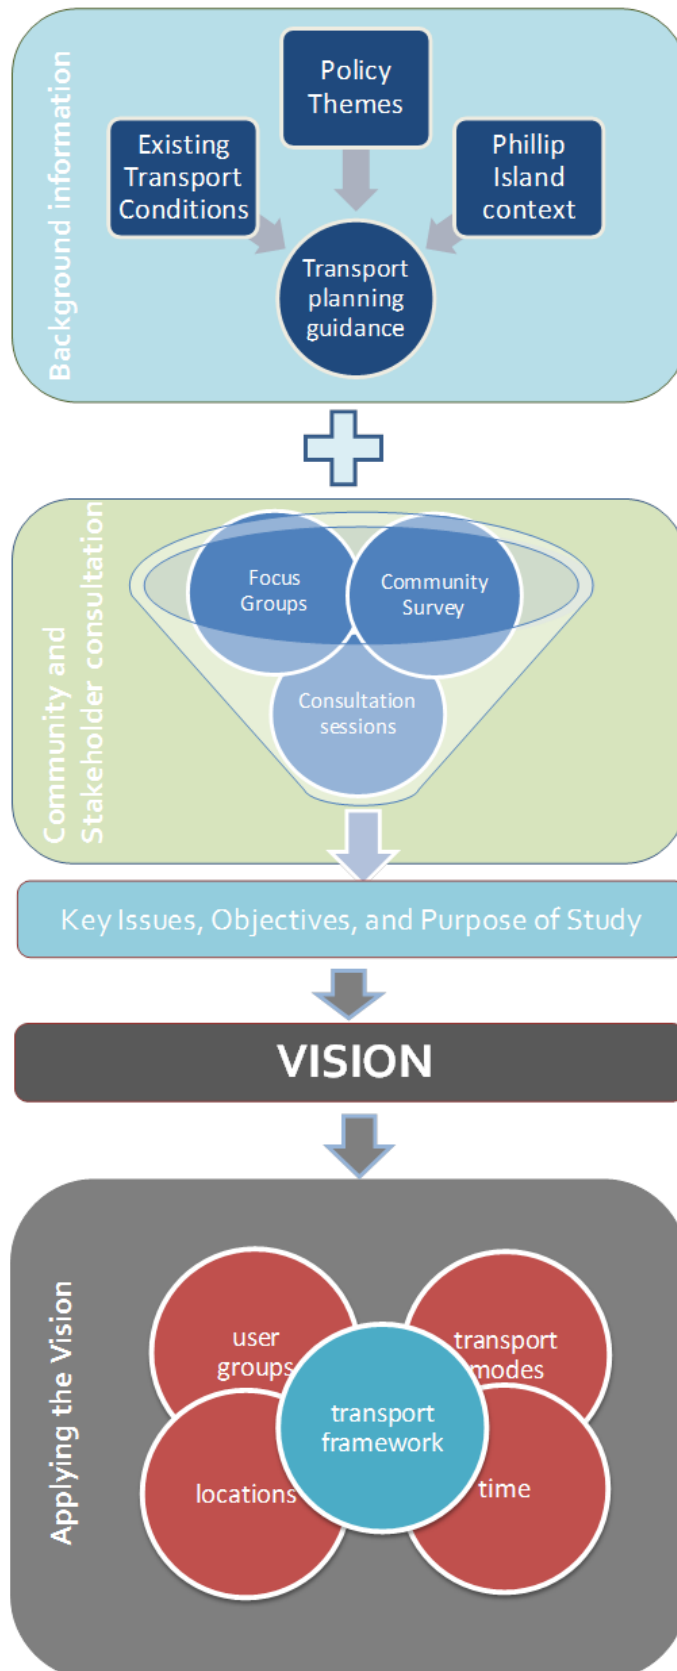 Background information
Policy
Themes
Existing
Transport
Conditions
Phillip
Island
context
Transport
planning
guidance
Community and
Stakeholder consultation
Focus
Groups
Community
Survey
Consultation
sessions
Key Issues, Objectives, and Purpose of Study
VISION
Applying the Vision
user
groups
transport
modes
transport
framework
locations
time